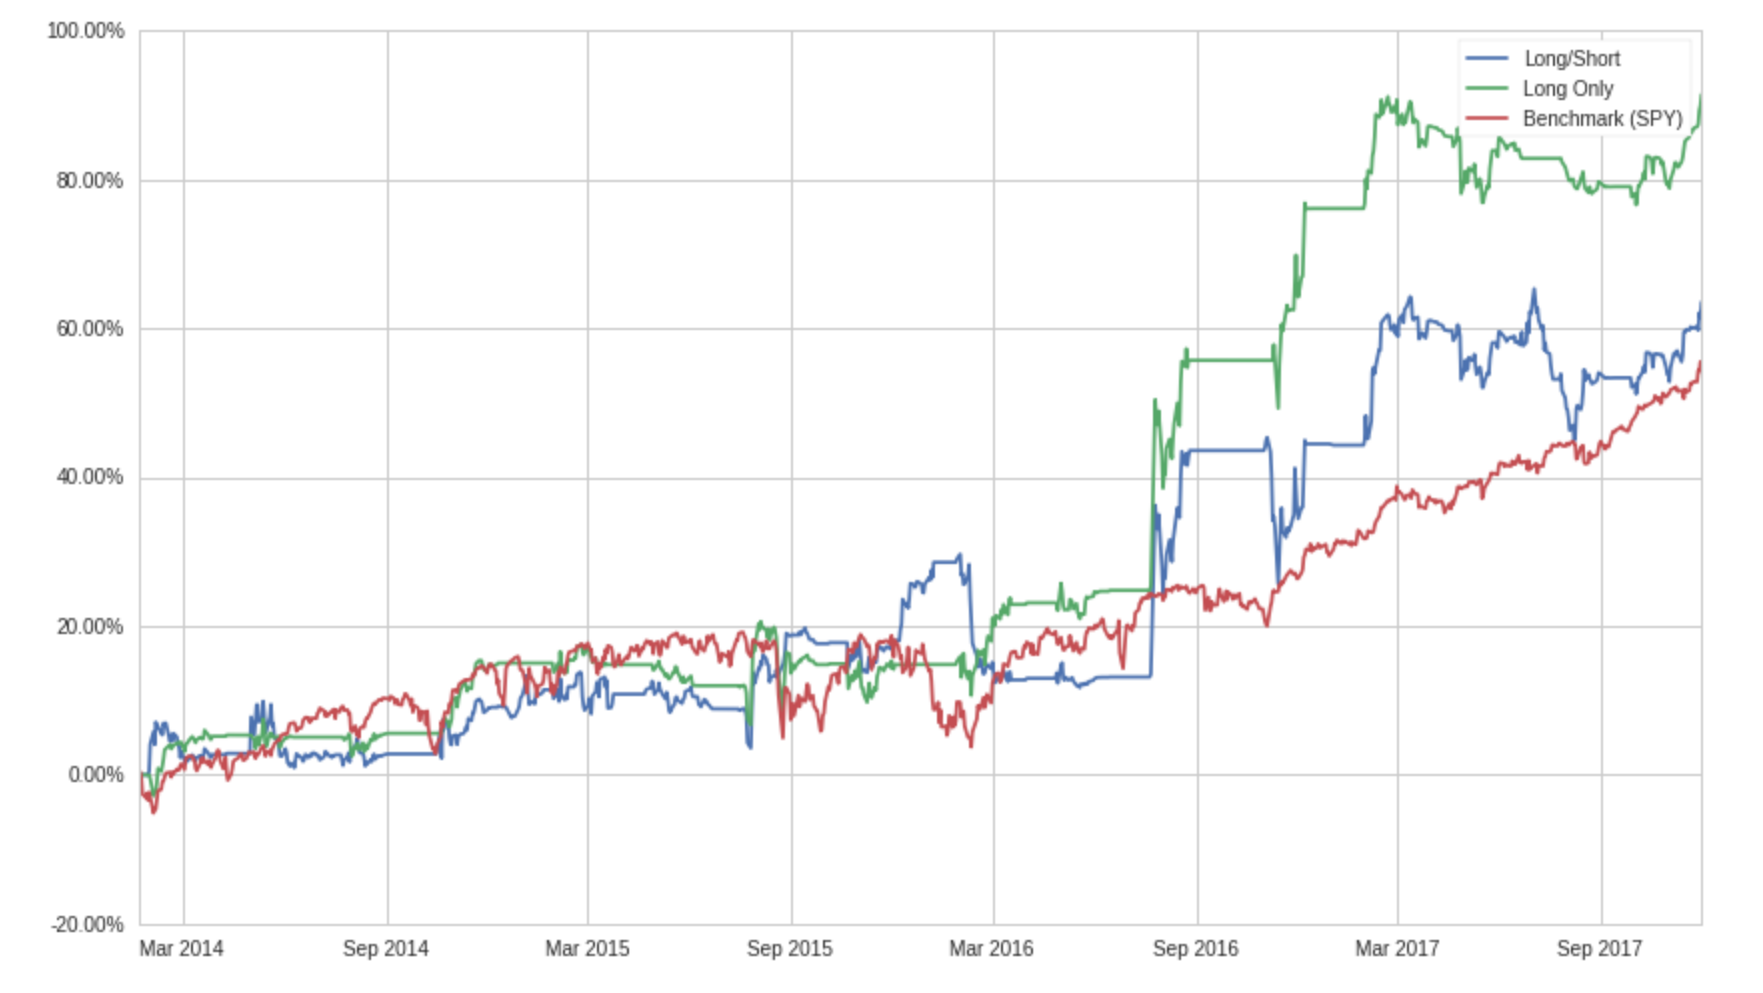 100.00%
80.00%
60.00%
40.00%
20.00%
0.00%
-20.00%
Long/Short
Long Only
Benchmark (SPY)
Mar 2014 Sep 2014 Mar 2015 Sep 2015 Mar 2016 Sep 2016 Mar 2017 Sep 2017